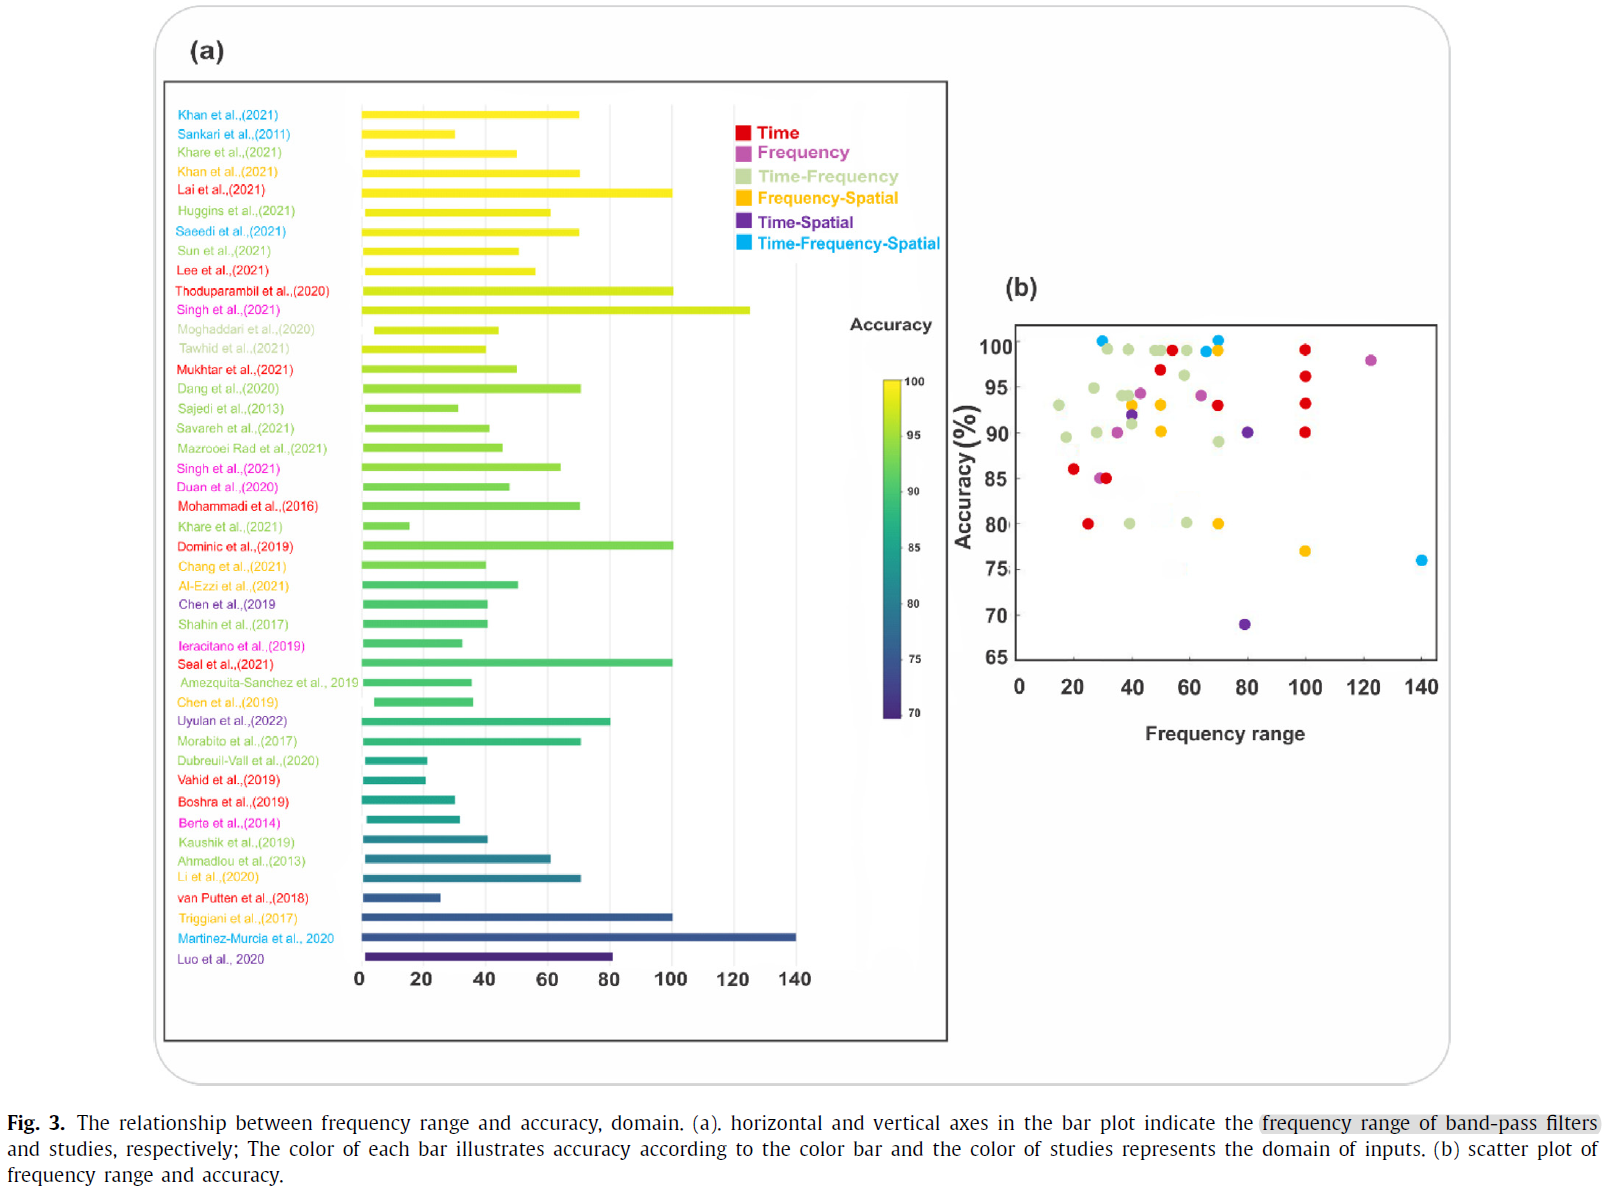 (a)
Khan et al.,(2021)
Sankari et al.,(2011)
Khare et al.,(2021)
Khan et al.,(2021)
Lai et al.,(2021)
Huggins et al.,(2021)
Saeedi et al.,(2021)
Sun et al.,(2021)
Lee et al.,(2021)
Thoduparambil et al.,(2020)
Singh et al.,(2021)
Moghaddari et al.,(2020)
Tawhid et al.,(2021)
Mukhtar et al.,(2021)
Dang et al.,(2020)
Sajedi et al.,(2013)
Savareh et al.,(2021)
Mazrooei Rad et al.,(2021)
Singh et al.,(2021)
Duan et al.,(2020)
Mohammadi et al.,(2016)
Khare et al.,(2021)
Dominic et al.,(2019)
Chang et al.,(2021)
Al-Ezzi et al.,(2021)
Chen et al.,(2019
Shahin et al.,(2017)
Ieracitano et al.,(2019)
Seal et al.,(2021)
Amezquita-Sanchez et al., 2019
Chen et al.,(2019)
Uyulan et al.,(2022)
Morabito et al.,(2017)
Dubreuil-Vall et al.,(2020)
Vahid et al.,(2019)
Boshra et al.,(2019)
Berte et al.,(2014)
Kaushik et al.,(2019)
Ahmadlou et al.,(2013)
Li et al.,(2020)
van Putten et al.,(2018)
Triggiani et al.,(2017)
Martinez-Murcia et al., 2020
Luo et al., 2020
0 20 40 60 80 100 120 140
Time
Frequency
Time-Frequency
Frequency-Spatial
Time-Spatial
Time-Frequency-Spatial
Accuracy
100
95
90
85
80
75
70
(b)
Accuracy (%)
100
95
90
85
80
75
70
65
0 20 40 60 80 100 120 140
Frequency range
Fig. 3. The relationship between frequency range and accuracy, domain. (a). horizontal and vertical axes in the bar plot indicate the frequency range of band-pass filters
and studies, respectively; The color of each bar illustrates accuracy according to the color bar and the color of studies represents the domain of inputs. (b) scatter plot of
frequency range and accuracy.